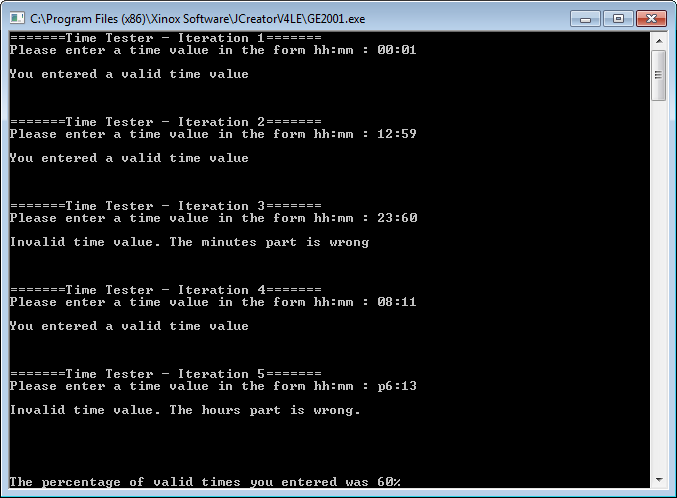 C:\Program Files (x86)\Xinox Software\JCreatorV4LE\GE2001.exe
=======Time Tester - Iteration 1=======
Please enter a time value in the form hh:mm : 00:01
You entered a valid time value
=======Time Tester - Iteration 2=======
Please enter a time value in the form hh:mm : 12:59
You entered a valid time value
=======Time Tester - Iteration 3=======
Please enter a time value in the form hh:mm : 23:60
Invalid time value. The minutes part is wrong
=======Time Tester - Iteration 4=======
Please enter a time value in the form hh:mm : 08:11
You entered a valid time value
=======Time Tester - Iteration 5=======
Please enter a time value in the form hh:mm : p6:13
Invalid time value. The hours part is wrong.
The percentage of valid times you entered was 60%